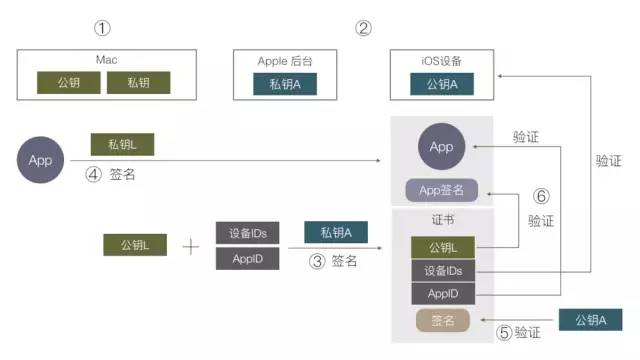 ①
②
Mac
Apple 后台
iOS设备
公钥
私钥
私钥A
公钥A
App
私钥L
④ 签名
App
验证
验证
App签名
⑥
验证
公钥L
设备IDs
AppID
私钥A
③ 签名
证书
公钥L
设备IDs
AppID
签名
⑤ 验证
公钥A